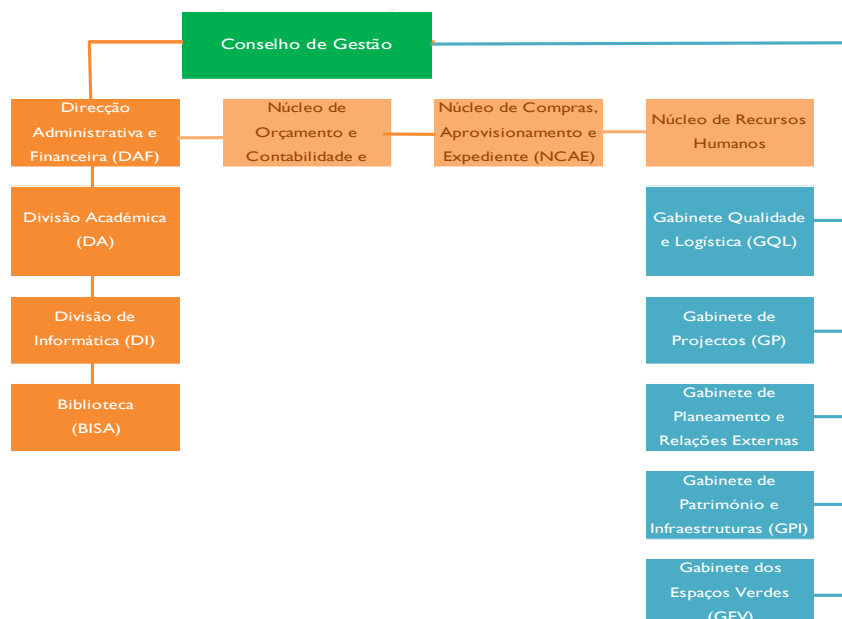 Conselho de Gestão
Direcção
Administrativa e
Financeira (DAF)
Núcleo de
Orçamento e
Contabilidade e
Núcleo de Compras,
Aprovisionamento e
Expediente (NCAE)
Núcleo de Recursos
Humanos
Divisão Académica
(DA)
Gabinete Qualidade
e Logística (GQL)
Divisão de
Informática (DI)
Gabinete de
Projectos (GP)
Biblioteca
(BISA)
Gabinete de
Planeamento e
Relações Externas
Gabinete de
Património e
Infraestruturas (GPI)
Gabinete dos
Espaços Verdes
(GEV)